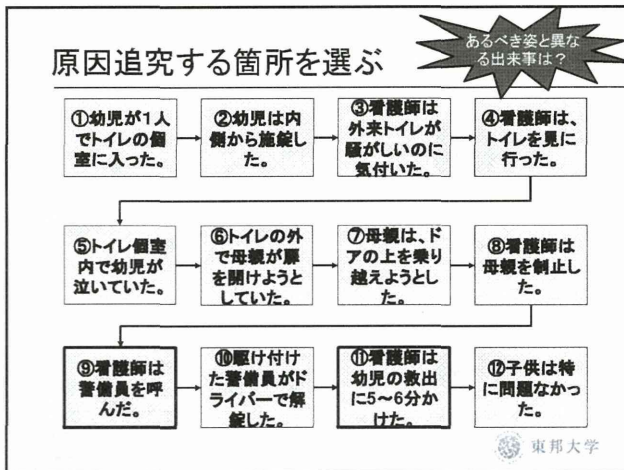 原因追究する箇所を選ぶ
あるべき姿と異な
る出来事は？
①幼児が１人
でトイレの個
室に入った。
②幼児は内
側から施錠し
た。
③看護師は
外来トイレが
騒がしいのに
気付いた。
④看護師は、
トイレを見に
行った。
⑤トイレ個室
内で幼児が
泣いていた。
⑥トイレの外
で母親が扉
を開けようと
していた。
⑦母親は、ド
アの上を乗り
越えようとし
た。
⑧看護師は
母親を制止し
た。
⑨看護師は
警備員を呼
んだ。
⑩駆け付け
た警備員がド
ライバーで解
錠した。
⑪看護師は
幼児の救出
に5～6分か
けた。
⑫子供は特
に問題なかっ
た。
東邦大学